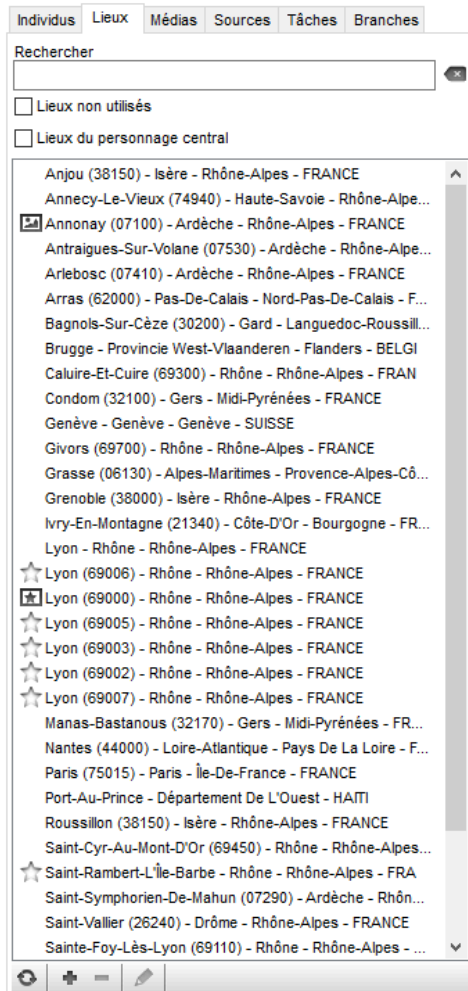 Individus Lieux Médias Sources Tâches Branches
Rechercher
Lieux non utilisés
Lieux du personnage central
Anjou (38150) - Isère - Rhône-Alpes - FRANCE
Annecy-Le-Vieux (74940) - Haute-Savoie - Rhône-Alpe...
Annonay (07100) - Ardèche - Rhône-Alpes - FRANCE
Antraigues-Sur-Volane (07530) - Ardèche - Rhône-Alpe...
Arlebosc (07410) - Ardèche - Rhône-Alpes - FRANCE
Arras (62000) - Pas-De-Calais - Nord-Pas-De-Calais - F...
Bagnols-Sur-Cèze (30200) - Gard - Languedoc-Roussill...
Brugge - Provincie West-Vlaanderen - Flanders - BELGI
Caluire-Et-Cuire (69300) - Rhône - Rhône-Alpes - FRAN
Condom (32100) - Gers - Midi-Pyrénées - FRANCE
Genève - Genève - Genève - SUISSE
Givors (69700) - Rhône - Rhône-Alpes - FRANCE
Grasse (06130) - Alpes-Maritimes - Provence-Alpes-Cô...
Grenoble (38000) - Isère - Rhône-Alpes - FRANCE
Ivry-En-Montagne (21340) - Côte-D'Or - Bourgogne - FR...
Lyon - Rhône - Rhône-Alpes - FRANCE
Lyon (69006) - Rhône - Rhône-Alpes - FRANCE
Lyon (69000) - Rhône - Rhône-Alpes - FRANCE
Lyon (69005) - Rhône - Rhône-Alpes - FRANCE
Lyon (69003) - Rhône - Rhône-Alpes - FRANCE
Lyon (69002) - Rhône - Rhône-Alpes - FRANCE
Lyon (69007) - Rhône - Rhône-Alpes - FRANCE
Manas-Bastanous (32170) - Gers - Midi-Pyrénées - FR...
Nantes (44000) - Loire-Atlantique - Pays De La Loire - F...
Paris (75015) - Paris - Île-De-France - FRANCE
Port-Au-Prince - Département De L'Ouest - HAITI
Roussillon (38150) - Isère - Rhône-Alpes - FRANCE
Saint-Cyr-Au-Mont-D'Or (69450) - Rhône - Rhône-Alpes...
Saint-Rambert-L'Île-Barbe - Rhône - Rhône-Alpes - FRA
Saint-Symphorien-De-Mahun (07290) - Ardèche - Rhôn...
Saint-Vallier (26240) - Drôme - Rhône-Alpes - FRANCE
Sainte-Foy-Lès-Lyon (69110) - Rhône - Rhône-Alpes - ...